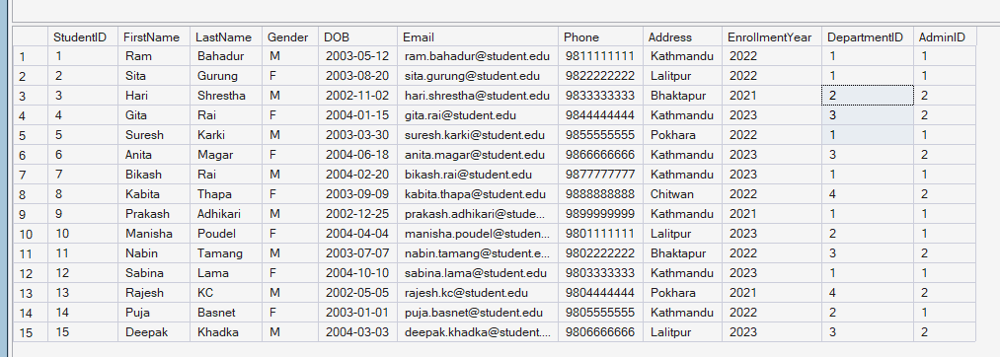 StudentID FirstName LastName Gender DOB Email Phone Address EnrollmentYear DepartmentID AdminID
1 1 Ram Bahadur M 2003-05-12 ram.bahadur@student.edu 9811111111 Kathmandu 2022 1 1
2 2 Sita Gurung F 2003-08-20 sita.gurung@student.edu 9822222222 Lalitpur 2022 1 1
3 3 Hari Shrestha M 2002-11-02 hari.shrestha@student.edu 9833333333 Bhaktapur 2021 2 2
4 4 Gita Rai F 2004-01-15 gita.rai@student.edu 9844444444 Kathmandu 2023 3 2
5 5 Suresh Karki M 2003-03-30 suresh.karki@student.edu 9855555555 Pokhara 2022 1 1
6 6 Anita Magar F 2004-06-18 anita.magar@student.edu 9866666666 Kathmandu 2023 3 2
7 7 Bikash Rai M 2004-02-20 bikash.rai@student.edu 9877777777 Kathmandu 2023 1 1
8 8 Kabita Thapa F 2003-09-09 kabita.thapa@student.edu 9888888888 Chitwan 2022 4 2
9 9 Prakash Adhikari M 2002-12-25 prakash.adhikari@stude... 9899999999 Kathmandu 2021 1 1
10 10 Manisha Poudel F 2004-04-04 manisha.poudel@studen... 9801111111 Lalitpur 2023 2 1
11 11 Nabin Tamang M 2003-07-07 nabin.tamang@student.e... 9802222222 Bhaktapur 2022 3 2
12 12 Sabina Lama F 2004-10-10 sabina.lama@student.edu 9803333333 Kathmandu 2023 1 1
13 13 Rajesh KC M 2002-05-05 rajesh.kc@student.edu 9804444444 Pokhara 2021 4 2
14 14 Puja Basnet F 2003-01-01 puja.basnet@student.edu 9805555555 Kathmandu 2022 2 1
15 15 Deepak Khadka M 2004-03-03 deepak.khadka@student.... 9806666666 Lalitpur 2023 3 2